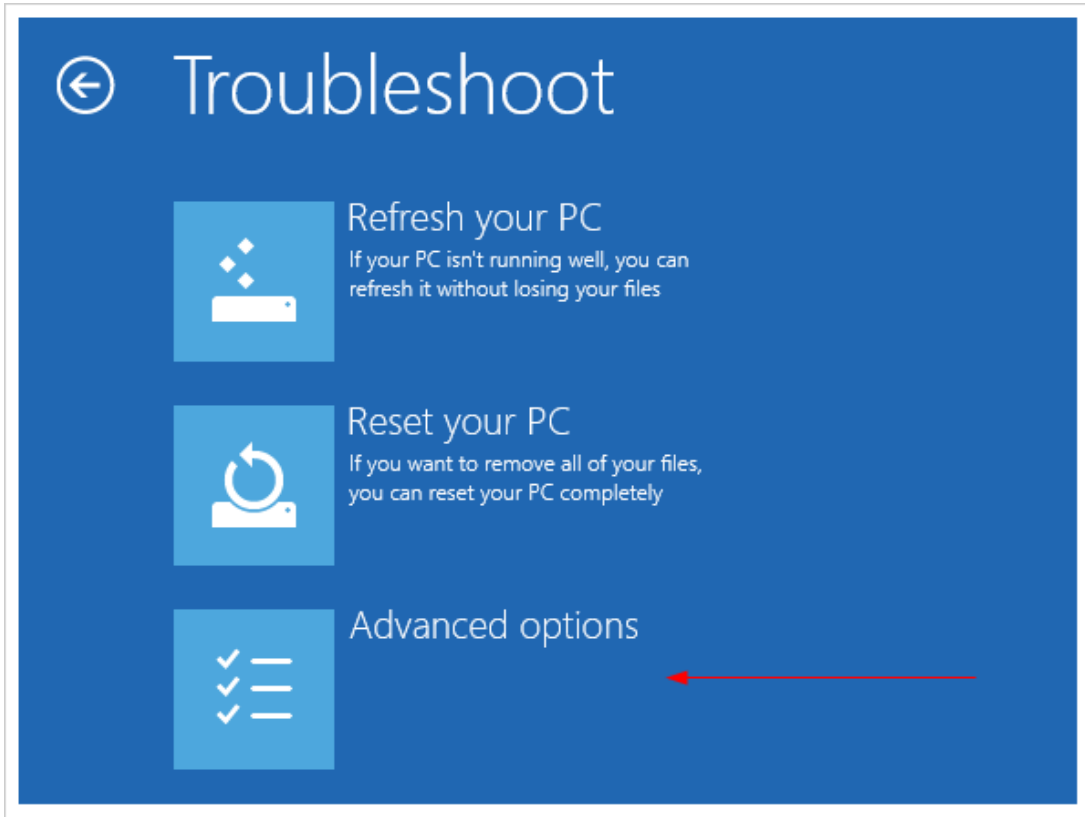 Troubleshoot
Refresh your PC
If your PC isn't running well, you can
refresh it without losing your files
Reset your PC
If you want to remove all of your files,
you can reset your PC completely
Advanced options